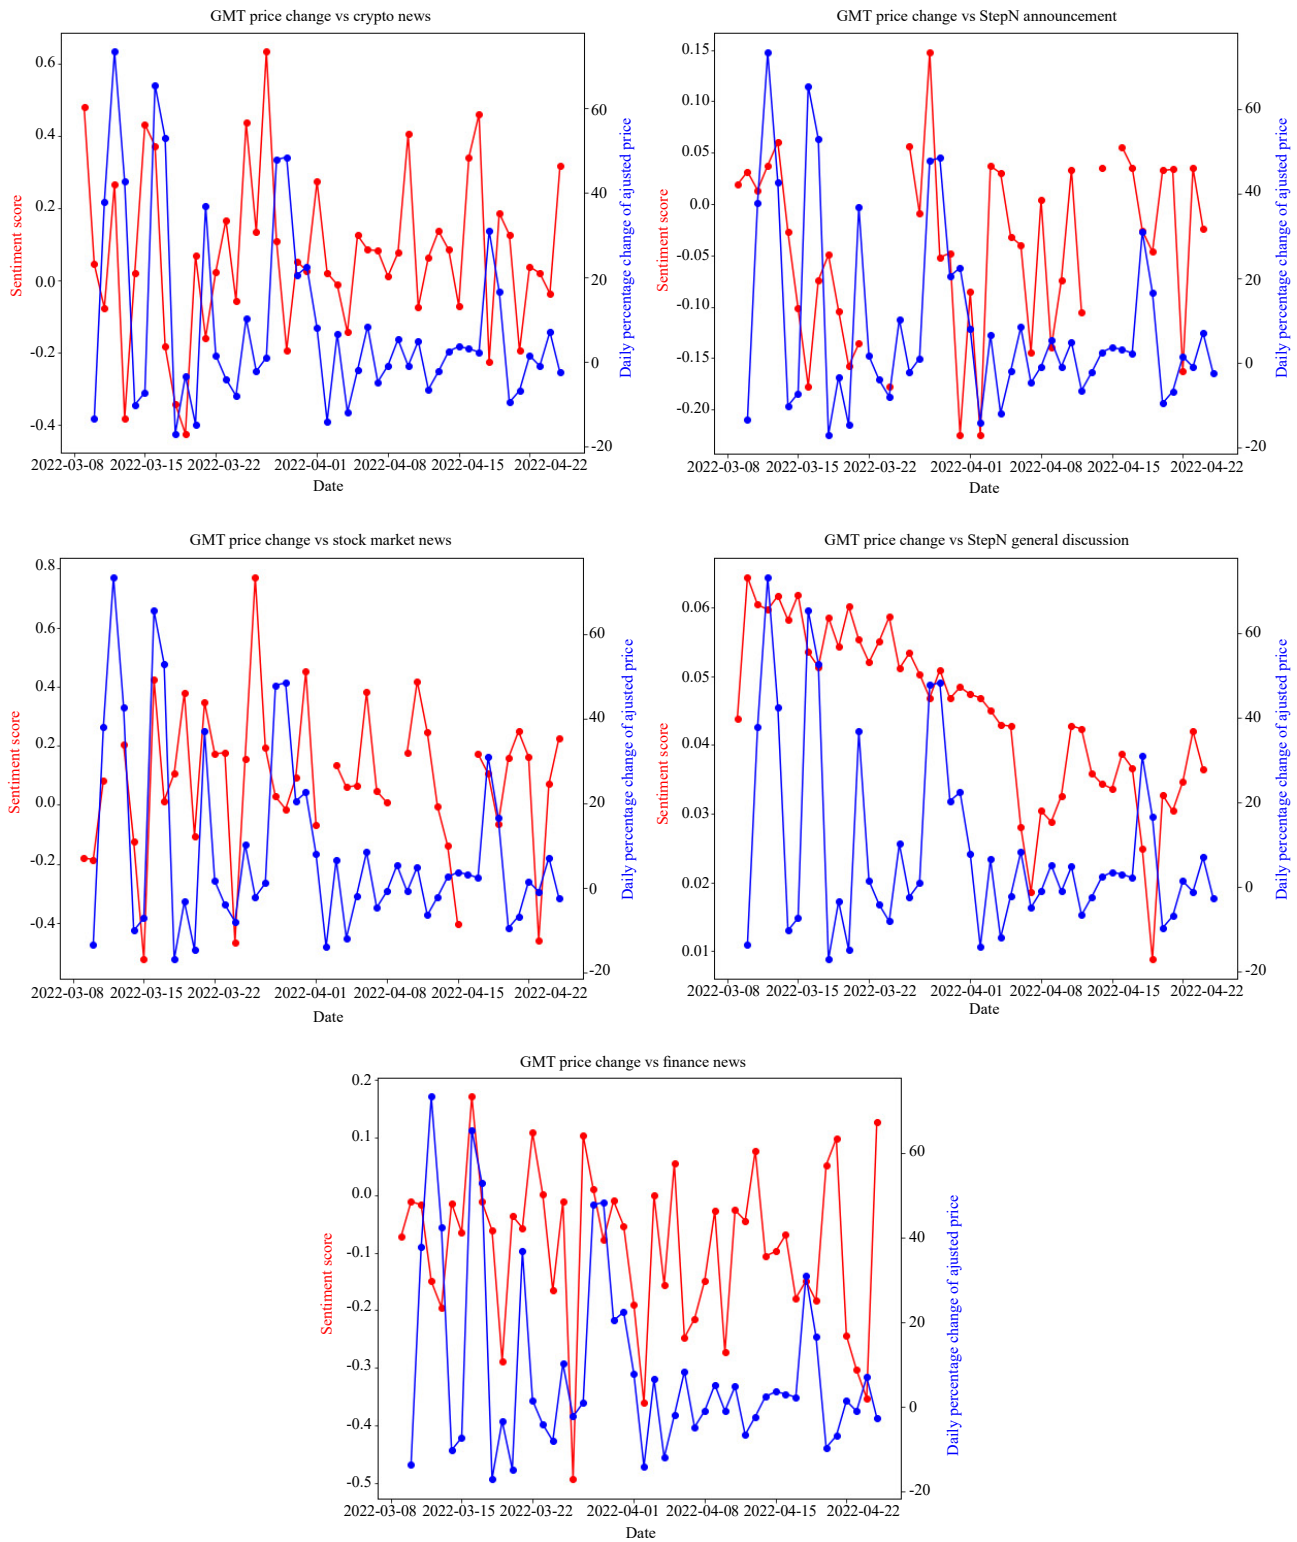 GMT price change vs crypto news
0.6
0.4
0.2
0.0
-0.2
-0.4
Sentiment score
60
40
20
0
-20
Daily percentage change of ajusted price
2022-03-08 2022-03-15 2022-03-22 2022-04-01 2022-04-08 2022-04-15 2022-04-22
Date
GMT price change vs StepN announcement
0.15
0.10
0.05
0.0
-0.05
-0.10
-0.15
-0.20
Sentiment score
60
40
20
0
-20
Daily percentage change of ajusted price
2022-03-08 2022-03-15 2022-03-22 2022-04-01 2022-04-08 2022-04-15 2022-04-22
Date
GMT price change vs stock market news
0.8
0.6
0.4
0.2
0.0
-0.2
-0.4
Sentiment score
60
40
20
0
-20
Daily percentage change of ajusted price
2022-03-08 2022-03-15 2022-03-22 2022-04-01 2022-04-08 2022-04-15 2022-04-22
Date
GMT price change vs StepN general discussion
0.06
0.05
0.04
0.03
0.02
0.01
Sentiment score
60
40
20
0
-20
Daily percentage change of ajusted price
2022-03-08 2022-03-15 2022-03-22 2022-04-01 2022-04-08 2022-04-15 2022-04-22
Date
GMT price change vs finance news
0.2
0.1
0.0
-0.1
-0.2
-0.3
-0.4
-0.5
Sentiment score
60
40
20
0
-20
Daily percentage change of ajusted price
2022-03-08 2022-03-15 2022-03-22 2022-04-01 2022-04-08 2022-04-15 2022-04-22
Date